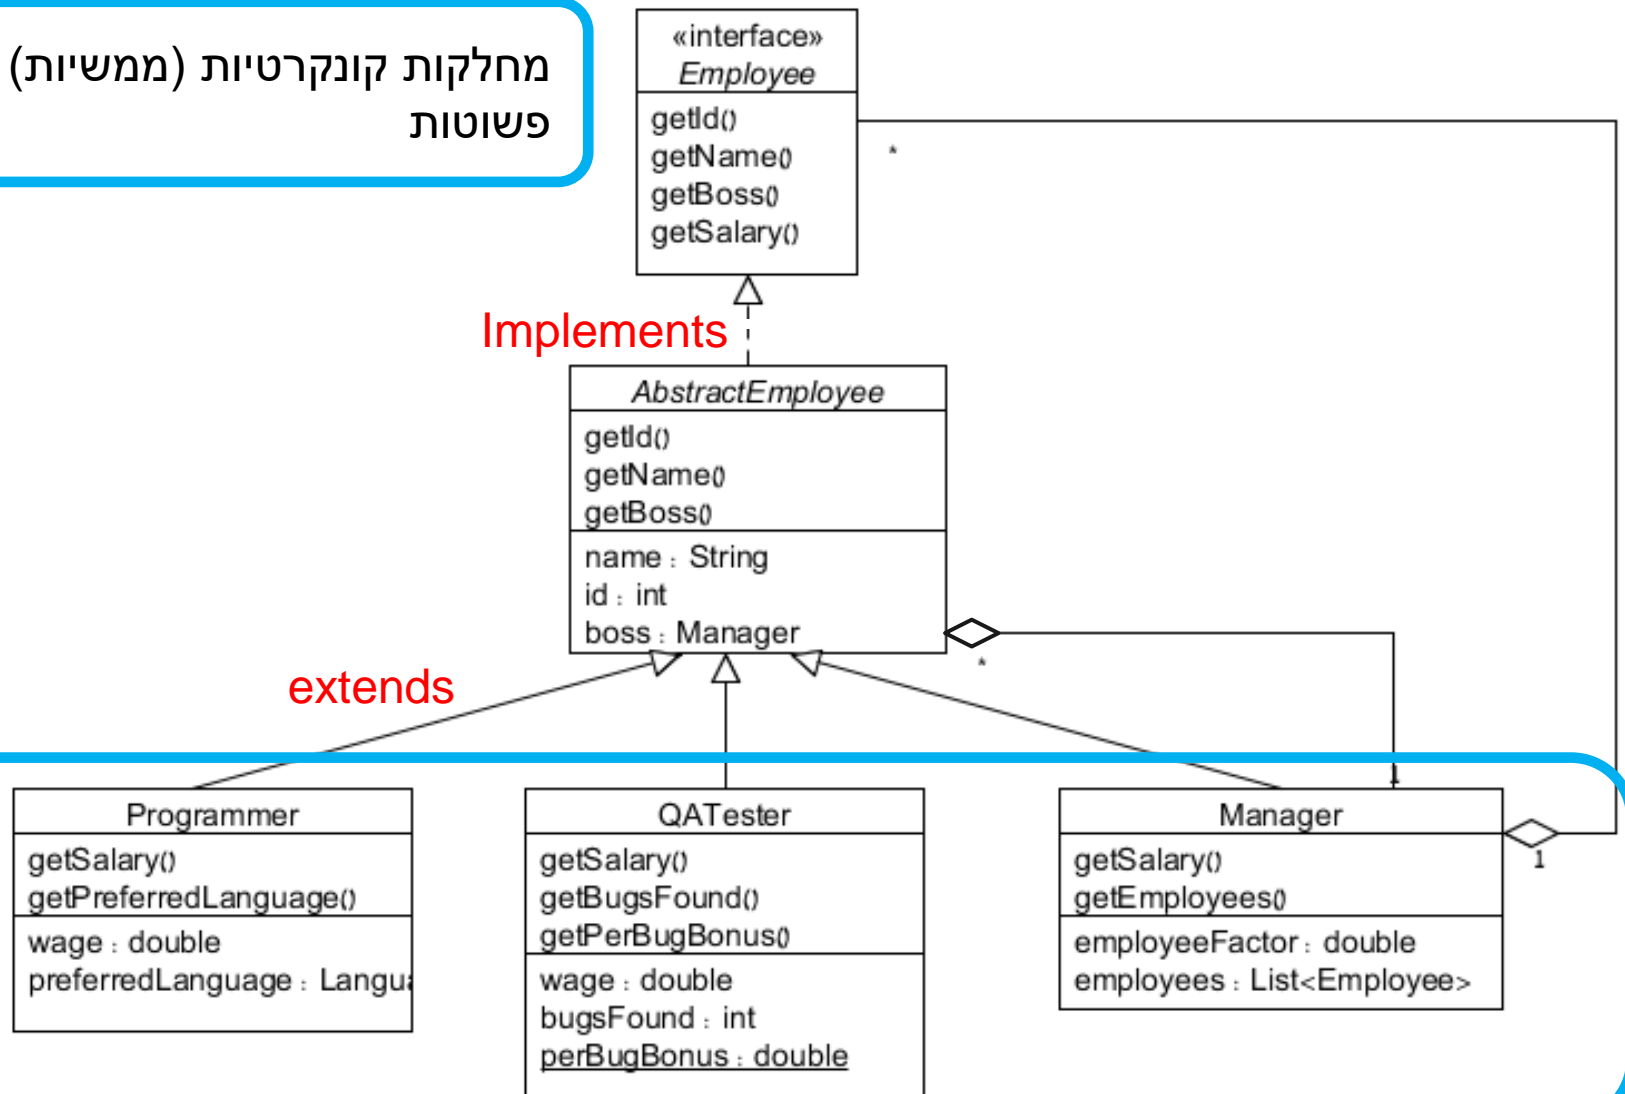 מחלקות קונקרטיות (ממשיות)
פשוטות
«interface»
Employee
getId()
getName()
getBoss()
getSalary()
*
Implements
AbstractEmployee
getId()
getName()
getBoss()
name : String
id : int
boss : Manager
*
extends
1
Programmer
getSalary()
getPreferredLanguage()
wage : double
preferredLanguage :
QATester
getSalary()
getBugsFound()
getPerBugBonus()
wage : double
bugsFound : int
perBugBonus : double
Manager
getSalary()
getEmployees()
employeeFactor : double
employees : List<Employee>
1